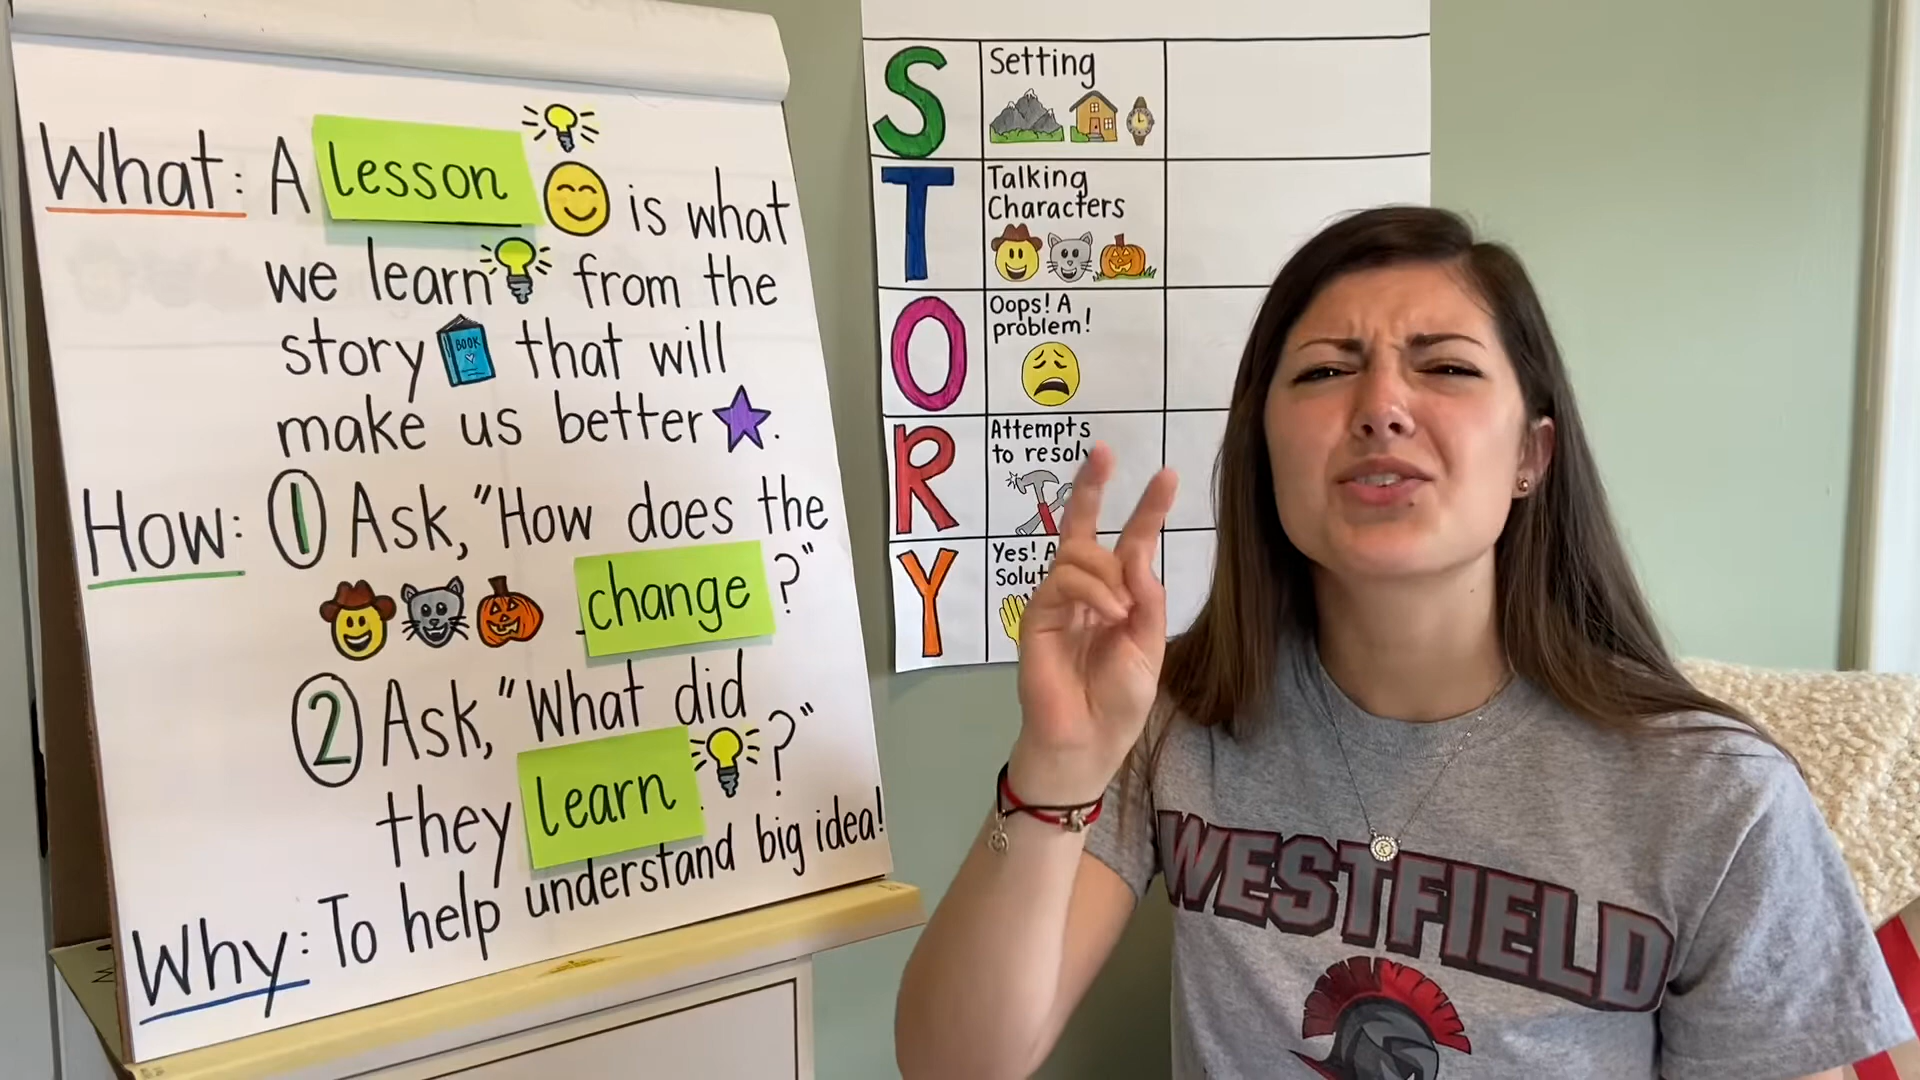 What: A lesson is what
we learn from the
story BOOK that will
make us better.
How: 1 Ask, "How does the
change?"
2 Ask, "What did
they learn?"
Why: To help understand big idea!
S Setting
T Talking
Characters
O Oops! A
problem!
R Attempts
to
Y Yes! A
WESTFIELD
K